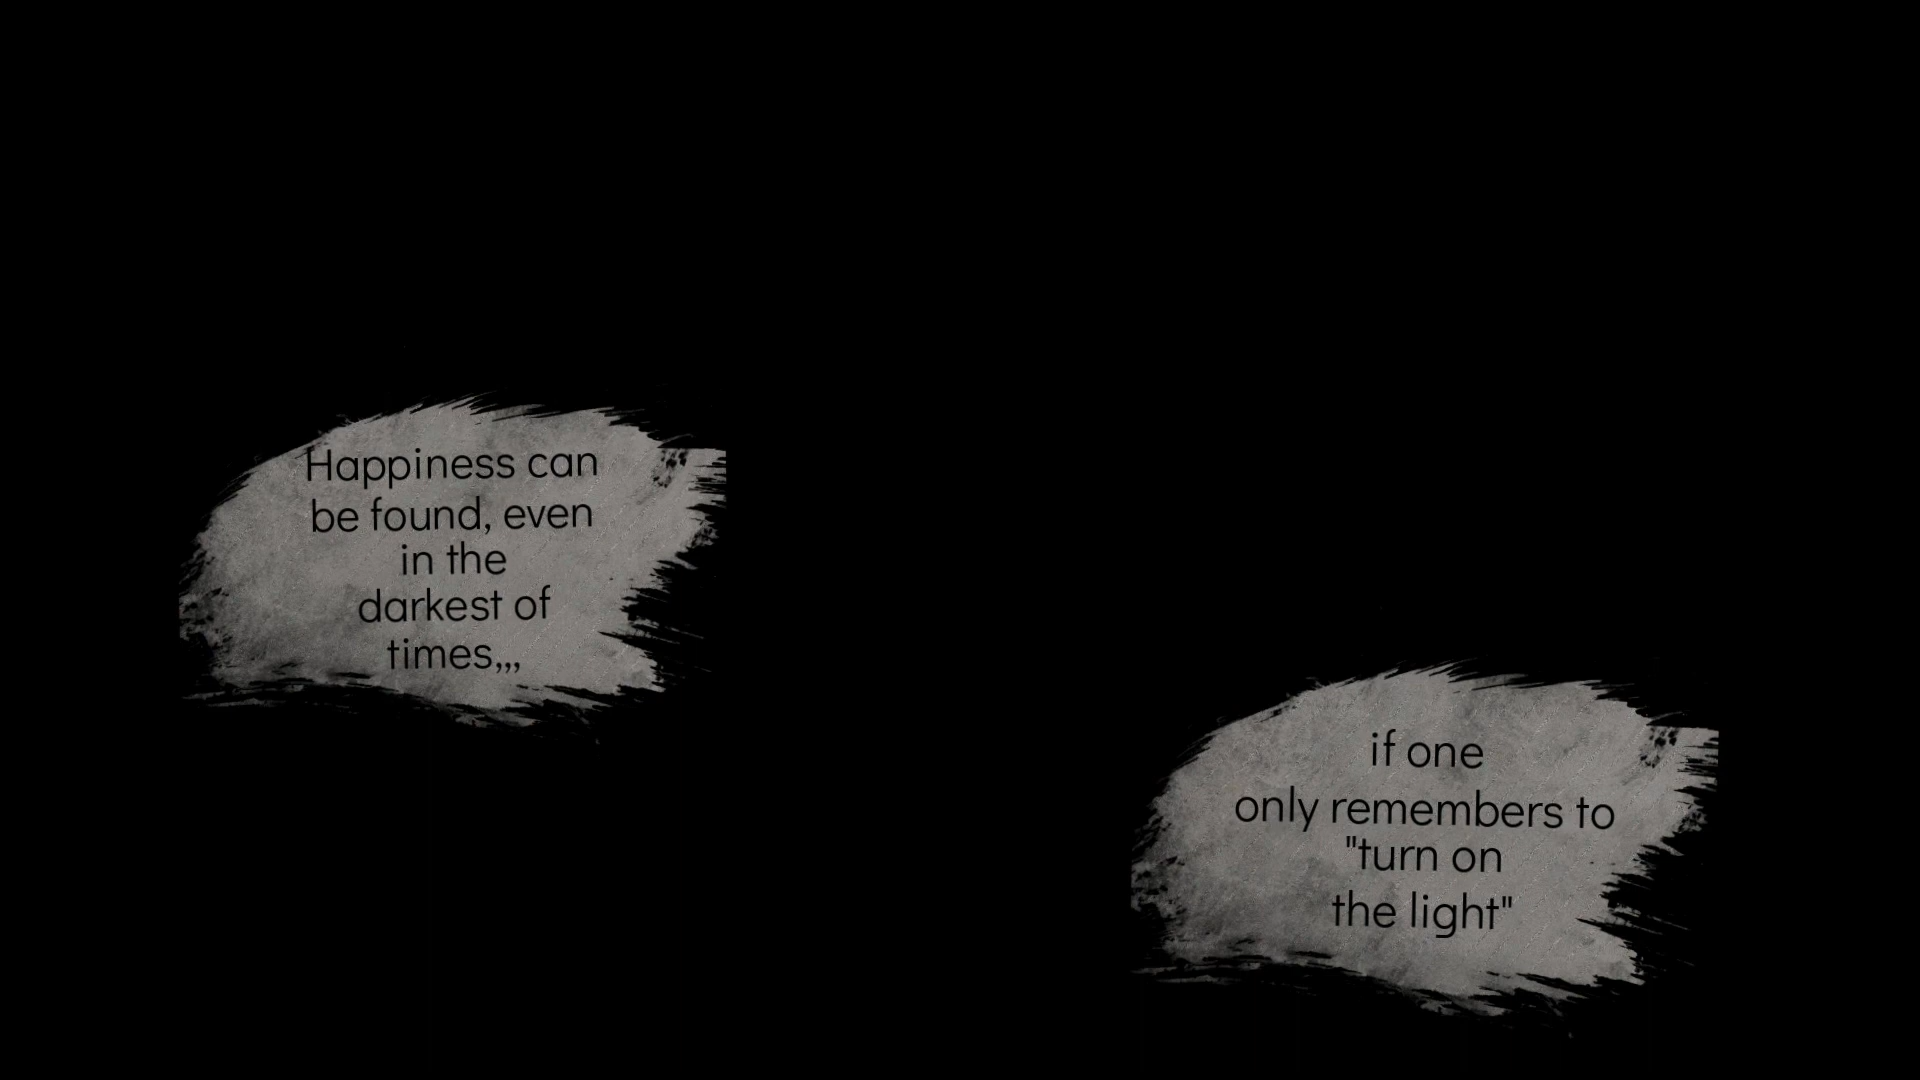 Happiness can
be found, even
in the
darkest of
times,,,
if one
only remembers to
"turn on
the light"